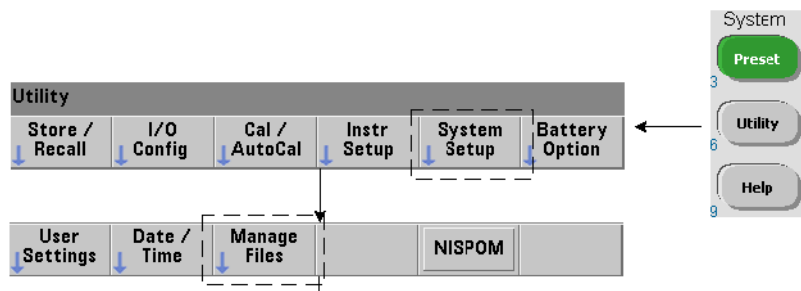 System
Preset
3
Utility
6
Help
9
Utility
Store / Recall
I/O Config
Cal / AutoCal
Instr Setup
System Setup
Battery Option
User Settings
Date / Time
Manage Files
NISPOM